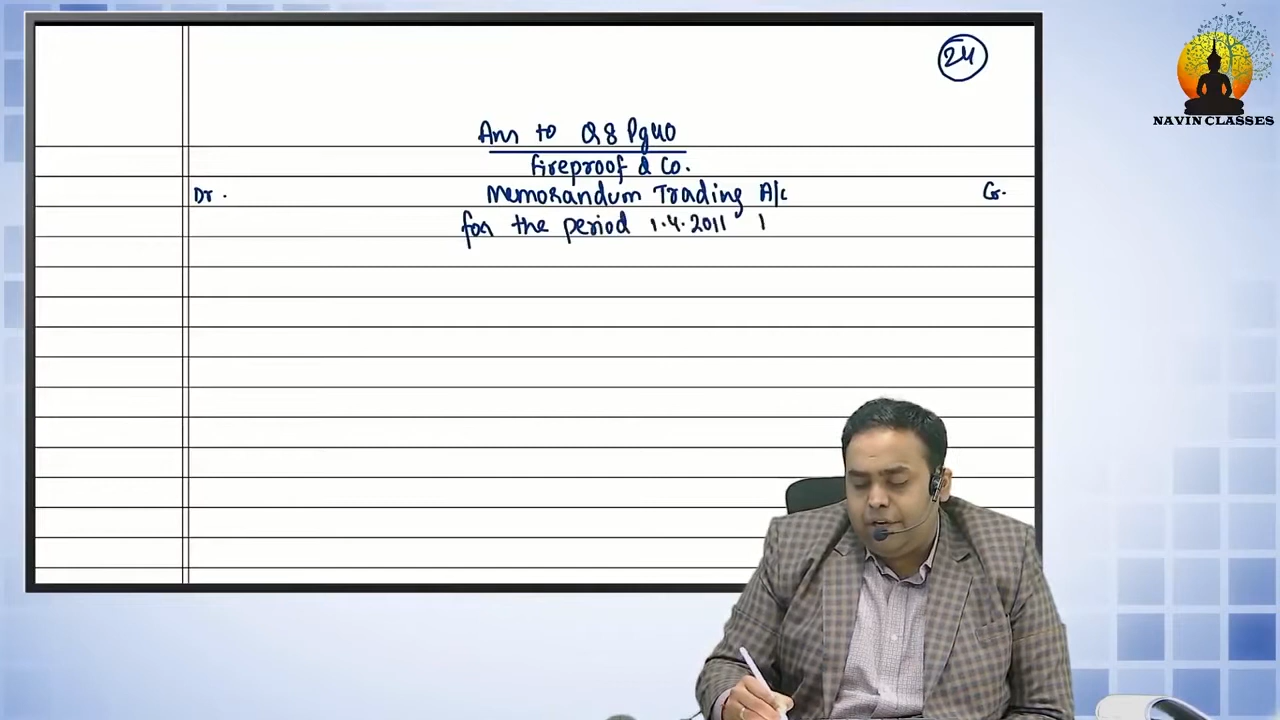 24
Ans to Q8 Pg40
Fireproof & Co.
Dr. Memorandum Trading A/c Cr.
for the period 1.4.2011 1
NAVIN CLASSES